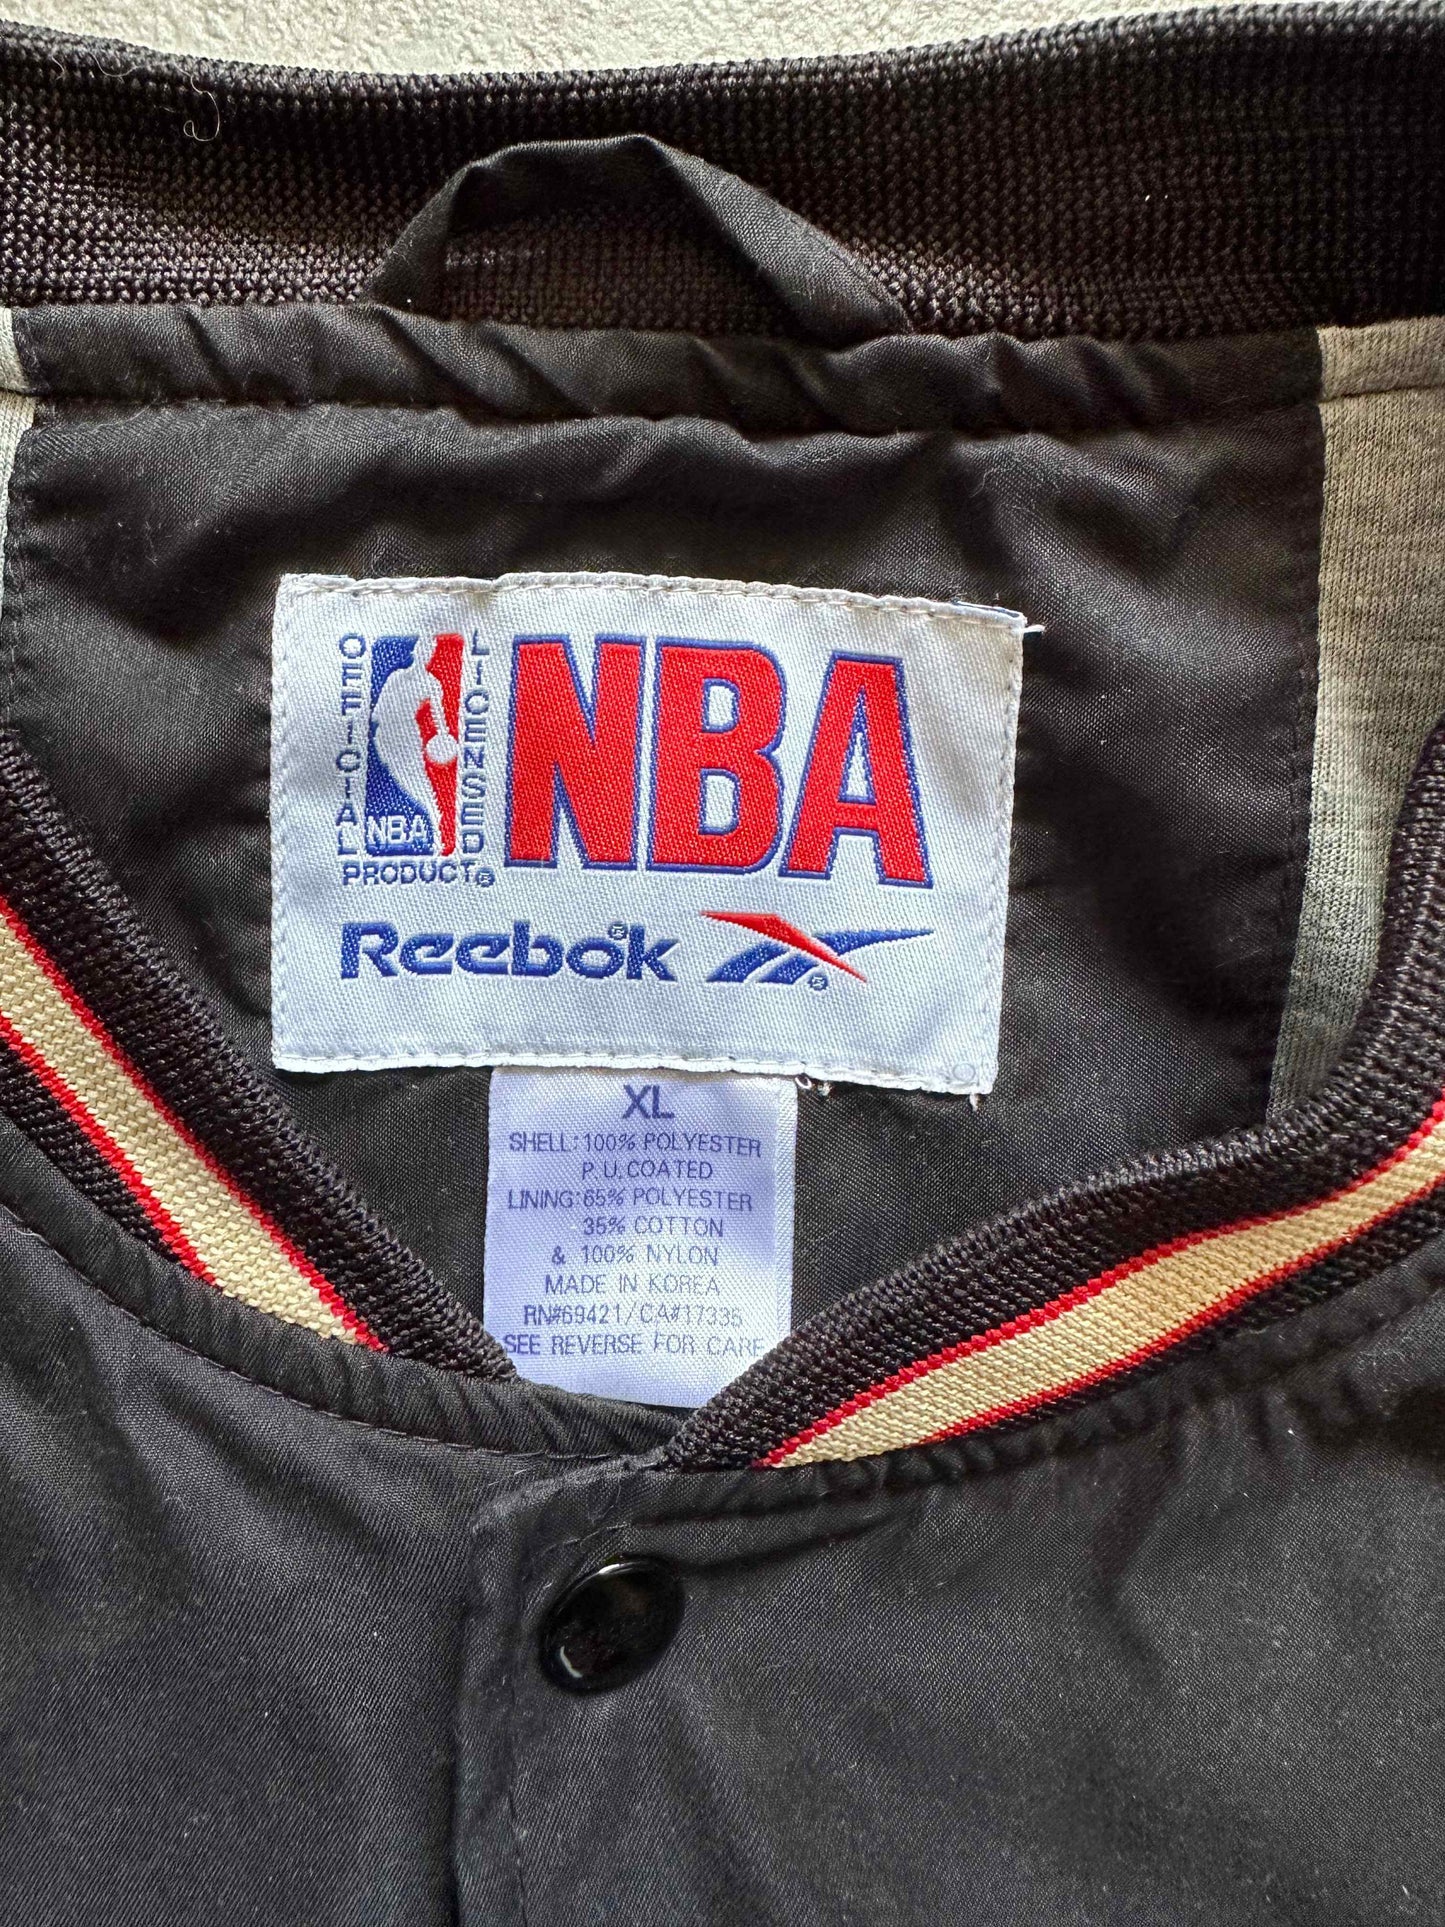 OFFICIAL
NBA
LICENSED
PRODUCT®
NBA
Reebok®
®
XL
SHELL: 100% POLYESTER
P.U. COATED
LINING: 65% POLYESTER
35% COTTON
& 100% NYLON
MADE IN KOREA
RN#69421/CA#17335
SEE REVERSE FOR CARE